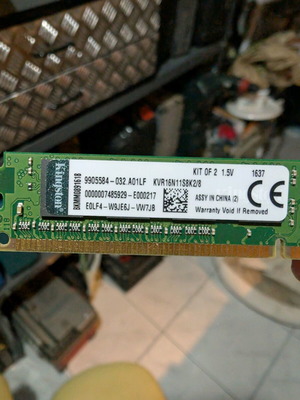 Kingston
BMMM0891618
9905584-032.A01LF KVR16N11S8K2/8
0000007485929-E000217
E0LF4-W9JE6J-VW7J8
KIT OF 2 1.5V
1637
ASSY IN CHINA (2)
Warranty Void If Removed
CE